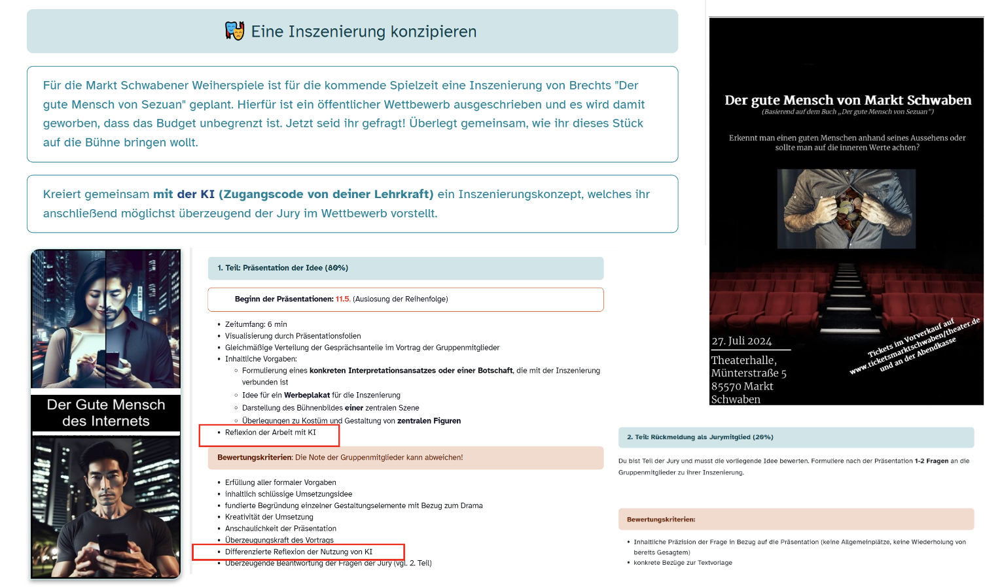 Eine Inszenierung konzipieren
Für die Markt Schwabener Weiherspiele ist für die kommende Spielzeit eine Inszenierung von Brechts "Der
gute Mensch von Sezuan" geplant. Hierfür ist ein öffentlicher Wettbewerb ausgeschrieben und es wird damit
geworben, dass das Budget unbegrenzt ist. Jetzt seid ihr gefragt! Überlegt gemeinsam, wie ihr dieses Stück
auf die Bühne bringen wollt.
Kreiert gemeinsam mit der KI (Zugangscode von deiner Lehrkraft) ein Inszenierungskonzept, welches ihr
anschließend möglichst überzeugend der Jury im Wettbewerb vorstellt.
Der Gute Mensch
des Internets
1. Teil: Präsentation der Idee (80%)
Beginn der Präsentationen: 11.5. (Auslosung der Reihenfolge)
• Zeitumfang: 6 min
• Visualisierung durch Präsentationsfolien
• Gleichmäßige Verteilung der Gesprächsanteile im Vortrag der Gruppenmitglieder
• Inhaltliche Vorgaben:
◦ Formulierung eines konkreten Interpretationsansatzes oder einer Botschaft, die mit der Inszenierung
verbunden ist
◦ Idee für ein Werbeplakat für die Inszenierung
◦ Darstellung des Bühnenbildes einer zentralen Szene
◦ Überlegungen zu Kostüm und Gestaltung von zentralen Figuren
• Reflexion der Arbeit mit KI
Bewertungskriterien: Die Note der Gruppenmitglieder kann abweichen!
• Erfüllung aller formaler Vorgaben
• inhaltlich schlüssige Umsetzungsidee
• fundierte Begründung einzelner Gestaltungselemente mit Bezug zum Drama
• Kreativität der Umsetzung
• Anschaulichkeit der Präsentation
• Überzeugungskraft des Vortrags
• Differenzierte Reflexion der Nutzung von KI
• Überzeugende Beantwortung der Fragen der Jury (vgl. 2. Teil)
Der gute Mensch von Markt Schwaben
(Basierend auf dem Buch „Der gute Mensch von Sezuan")
Erkennt man einen guten Menschen anhand seines Aussehens oder
sollte man auf die inneren Werte achten?
27. Juli 2024
Theaterhalle,
Münterstraße 5
85570 Markt
Schwaben
Tickets im Vorverkauf auf
www.ticketsmarktschwaben/theater.de
und an der Abendkasse
2. Teil: Rückmeldung als Jurymitglied (20%)
Du bist Teil der Jury und musst die vorliegende Idee bewerten. Formuliere nach der Präsentation 1-2 Fragen an die
Gruppenmitglieder zu ihrer Inszenierung.
Bewertungskriterien:
• Inhaltliche Präzision der Frage in Bezug auf die Präsentation (keine Allgemeinplätze, keine Wiederholung von
bereits Gesagtem)
• konkrete Bezüge zur Textvorlage